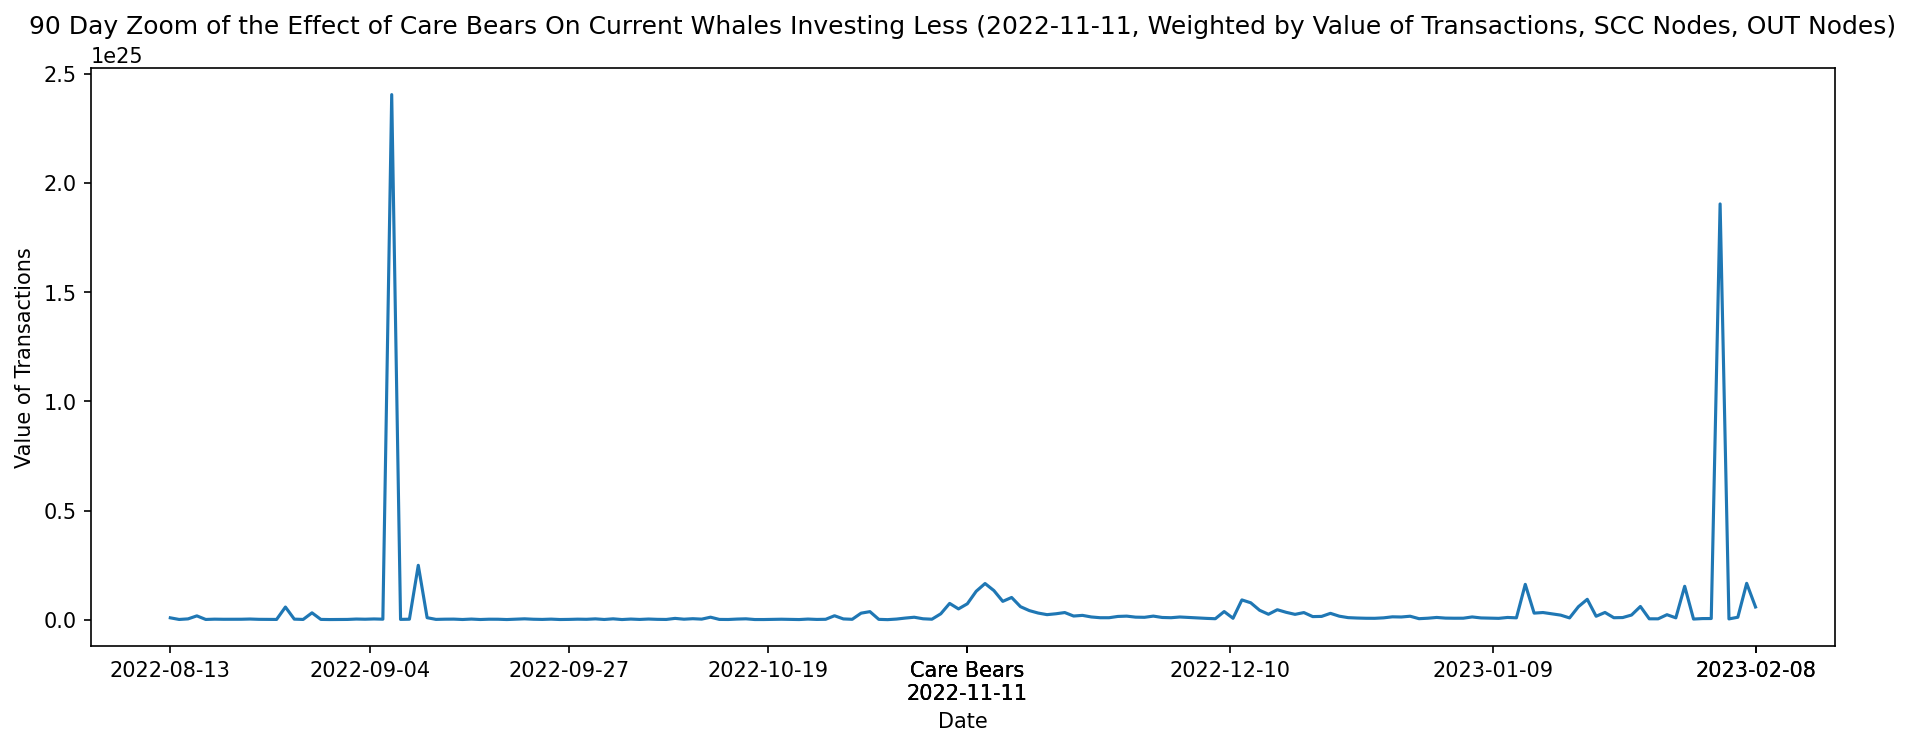 90 Day Zoom of the Effect of Care Bears On Current Whales Investing Less (2022-11-11, Weighted by Value of Transactions, SCC Nodes, OUT Nodes)
1e25
2.5
2.0
1.5
1.0
0.5
0.0
Value of Transactions
2022-08-13 2022-09-04 2022-09-27 2022-10-19 Care Bears 2022-12-10 2023-01-09 2023-02-08
2022-11-11
Date